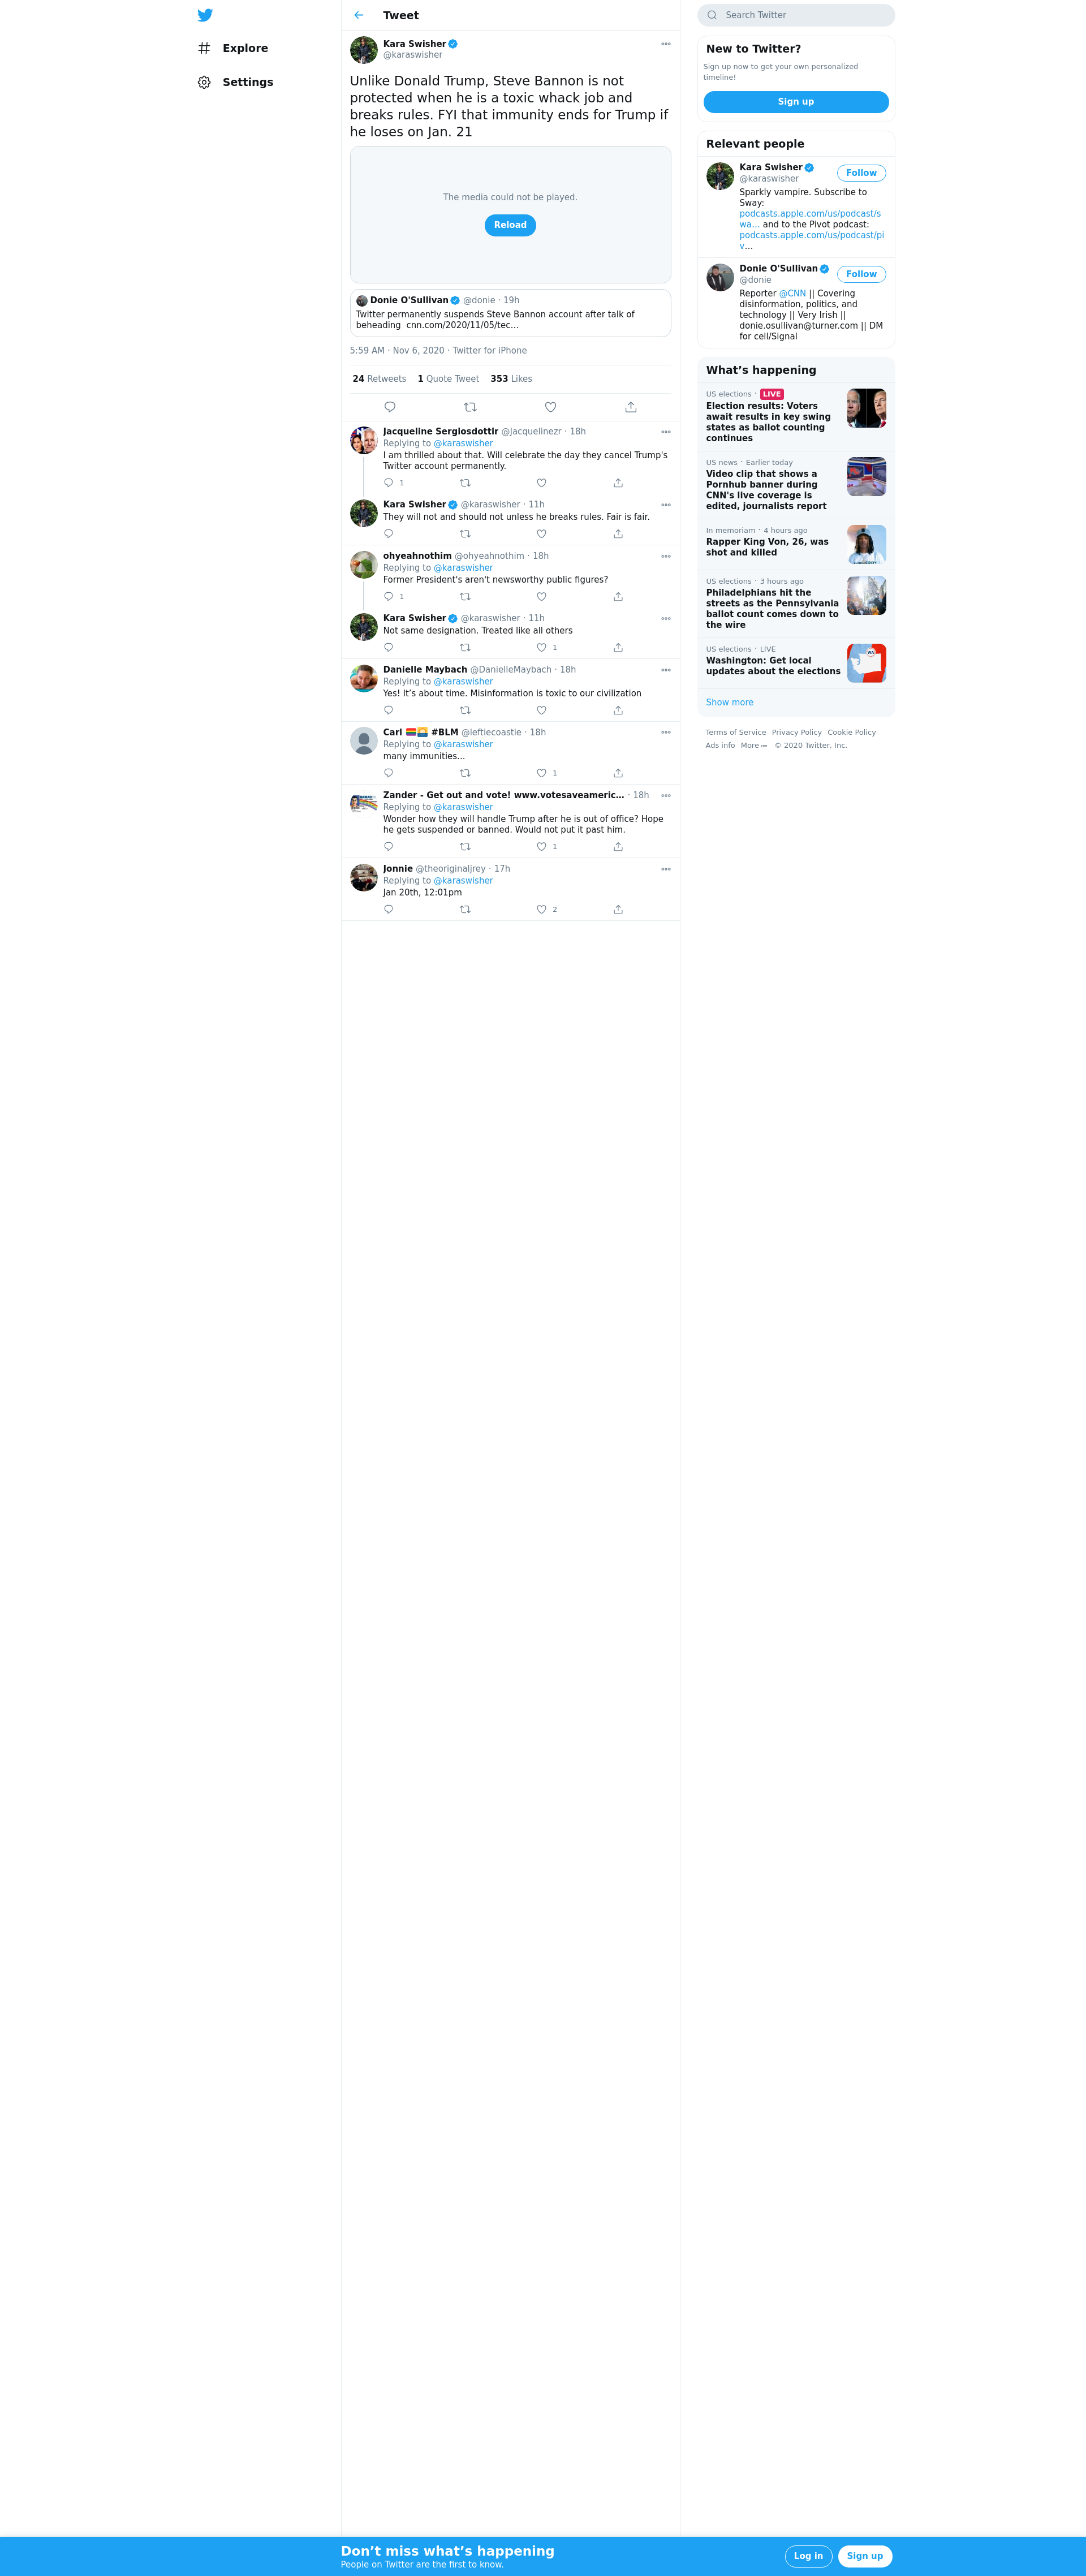 Explore
Settings
Tweet
Kara Swisher
@karaswisher
Unlike Donald Trump, Steve Bannon is not
protected when he is a toxic whack job and
breaks rules. FYI that immunity ends for Trump if
he loses on Jan. 21
The media could not be played.
Reload
Donie O'Sullivan @donie · 19h
Twitter permanently suspends Steve Bannon account after talk of
beheading cnn.com/2020/11/05/tec…
5:59 AM · Nov 6, 2020 · Twitter for iPhone
24 Retweets 1 Quote Tweet 353 Likes
Jacqueline Sergiosdottir @Jacquelinezr · 18h
Replying to @karaswisher
I am thrilled about that. Will celebrate the day they cancel Trump's
Twitter account permanently.
1
Kara Swisher @karaswisher · 11h
They will not and should not unless he breaks rules. Fair is fair.
ohyeahnothim @ohyeahnothim · 18h
Replying to @karaswisher
Former President's aren't newsworthy public figures?
1
Kara Swisher @karaswisher · 11h
Not same designation. Treated like all others
1
Danielle Maybach @DanielleMaybach · 18h
Replying to @karaswisher
Yes! It’s about time. Misinformation is toxic to our civilization
Carl #BLM @leftiecoastie · 18h
Replying to @karaswisher
many immunities…
1
Zander - Get out and vote! www.votesaveameric… · 18h
Replying to @karaswisher
Wonder how they will handle Trump after he is out of office? Hope
he gets suspended or banned. Would not put it past him.
1
Jonnie @theoriginaljrey · 17h
Replying to @karaswisher
Jan 20th, 12:01pm
2
Search Twitter
New to Twitter?
Sign up now to get your own personalized
timeline!
Sign up
Relevant people
Kara Swisher
@karaswisher
Follow
Sparkly vampire. Subscribe to
Sway:
podcasts.apple.com/us/podcast/s
wa… and to the Pivot podcast:
podcasts.apple.com/us/podcast/pi
v…
Donie O'Sullivan
@donie
Follow
Reporter @CNN || Covering
disinformation, politics, and
technology || Very Irish ||
donie.osullivan@turner.com || DM
for cell/Signal
What’s happening
US elections · LIVE
Election results: Voters
await results in key swing
states as ballot counting
continues
US news · Earlier today
Video clip that shows a
Pornhub banner during
CNN's live coverage is
edited, journalists report
In memoriam · 4 hours ago
Rapper King Von, 26, was
shot and killed
US elections · 3 hours ago
Philadelphians hit the
streets as the Pennsylvania
ballot count comes down to
the wire
US elections · LIVE
Washington: Get local
updates about the elections
WA
Show more
Terms of Service Privacy Policy Cookie Policy
Ads info More © 2020 Twitter, Inc.
Don’t miss what’s happening
People on Twitter are the first to know.
Log in
Sign up